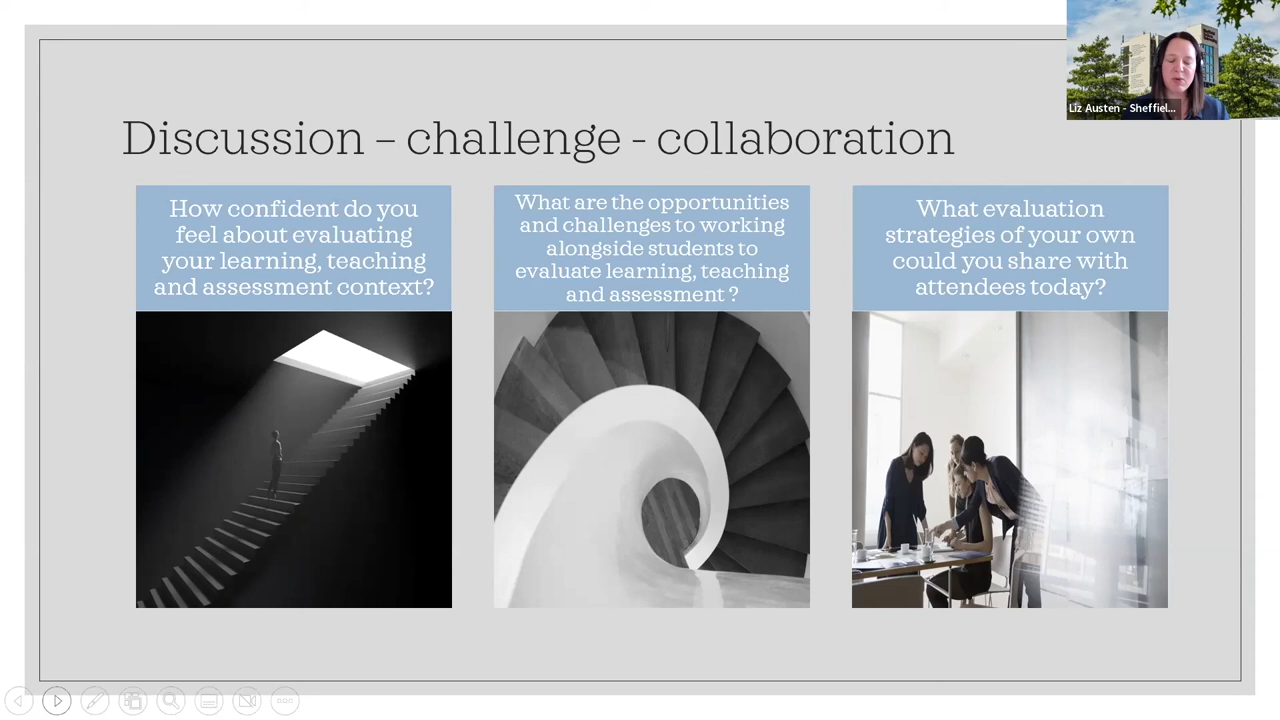 Liz Austen - Sheffiel...
Discussion – challenge - collaboration
How confident do you
feel about evaluating
your learning, teaching
and assessment context?
What are the opportunities
and challenges to working
alongside students to
evaluate learning, teaching
and assessment ?
What evaluation
strategies of your own
could you share with
attendees today?